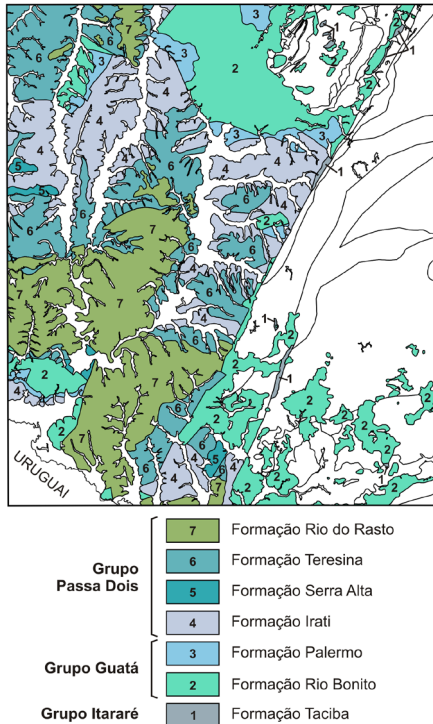 URUGUAI
7 Formação Rio do Rasto
Grupo
Passa Dois
6 Formação Teresina
5 Formação Serra Alta
4 Formação Irati
Grupo Guatá
3 Formação Palermo
2 Formação Rio Bonito
Grupo Itararé
1 Formação Taciba